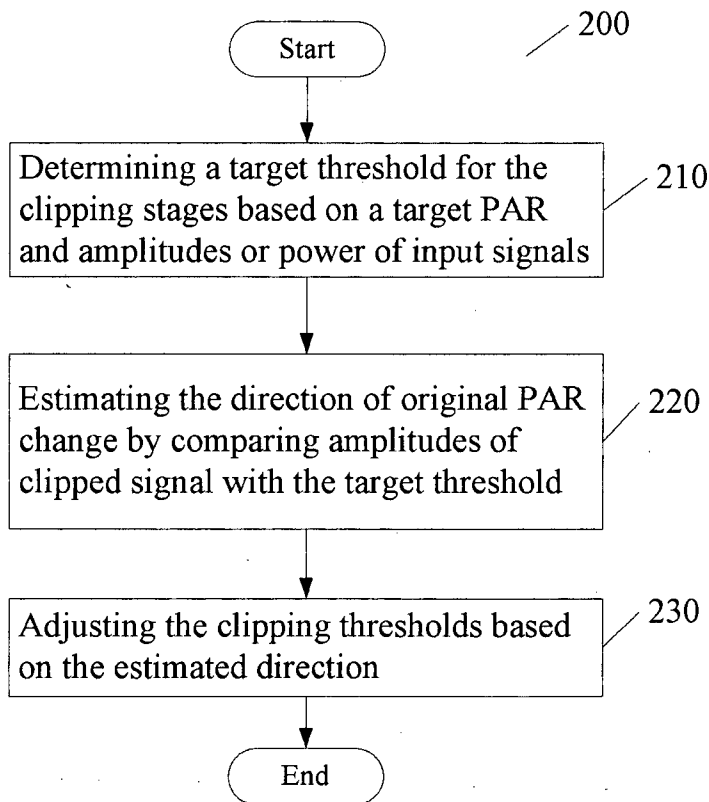 200
Start
Determining a target threshold for the
clipping stages based on a target PAR
and amplitudes or power of input signals
210
Estimating the direction of original PAR
change by comparing amplitudes of
clipped signal with the target threshold
220
Adjusting the clipping thresholds based
on the estimated direction
230
End